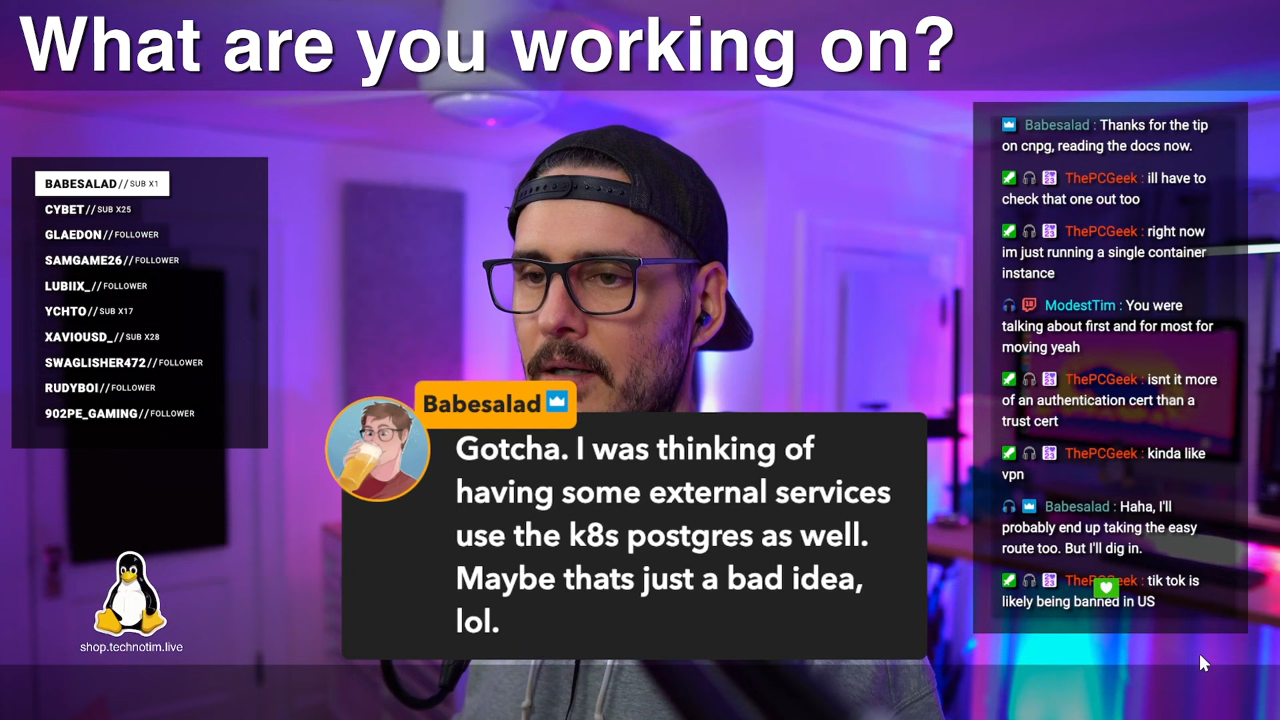 What are you working on?
BABESALAD//SUB X1
CYBET//SUB X25
GLAEDON//FOLLOWER
SAMGAME26//FOLLOWER
LUBIIX_//FOLLOWER
YCHTO//SUB X17
XAVIOUSD_//SUB X28
SWAGLISHER472//FOLLOWER
RUDYBOI//FOLLOWER
902PE_GAMING//FOLLOWER
shop.technotim.live
Babesalad
Gotcha. I was thinking of
having some external services
use the k8s postgres as well.
Maybe thats just a bad idea,
lol.
Babesalad : Thanks for the tip
on cnpg, reading the docs now.
ThePCGeek : ill have to
check that one out too
ThePCGeek : right now
im just running a single container
instance
ModestTim : You were
talking about first and for most for
moving yeah
ThePCGeek : isnt it more
of an authentication cert than a
trust cert
ThePCGeek : kinda like
vpn
Babesalad : Haha, I'll
probably end up taking the easy
route too. But I'll dig in.
ThePCGeek : tik tok is
likely being banned in US